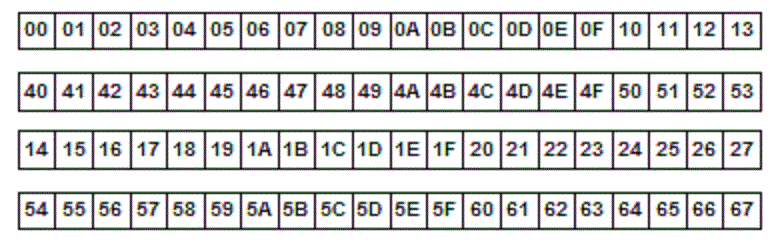 00 01 02 03 04 05 06 07 08 09 0A 0B 0C 0D 0E 0F 10 11 12 13
40 41 42 43 44 45 46 47 48 49 4A 4B 4C 4D 4E 4F 50 51 52 53
14 15 16 17 18 19 1A 1B 1C 1D 1E 1F 20 21 22 23 24 25 26 27
54 55 56 57 58 59 5A 5B 5C 5D 5E 5F 60 61 62 63 64 65 66 67